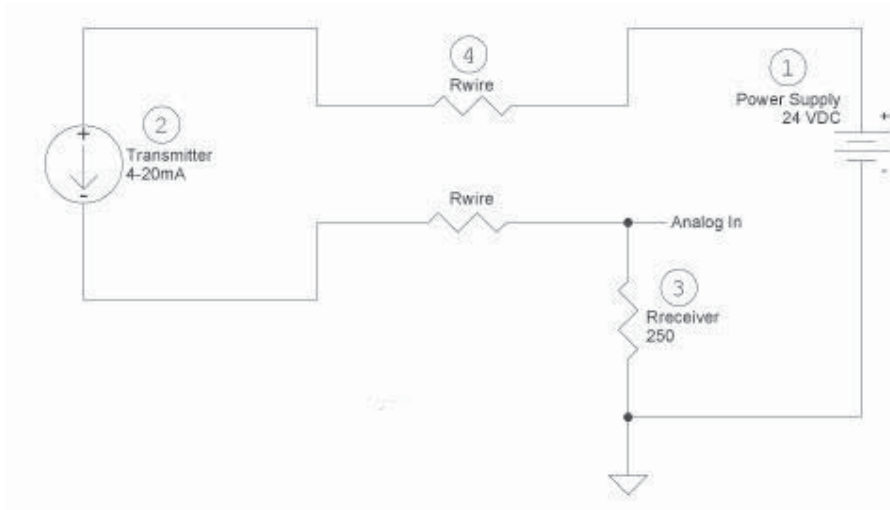 4
Rwire
1
Power Supply
24 VDC
+
2
+
Transmitter
4-20mA
-
-
Rwire
Analog In
3
Rreceiver
250